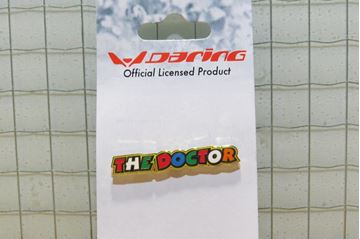 Daring
Official Licensed Product
THE DOCTOR